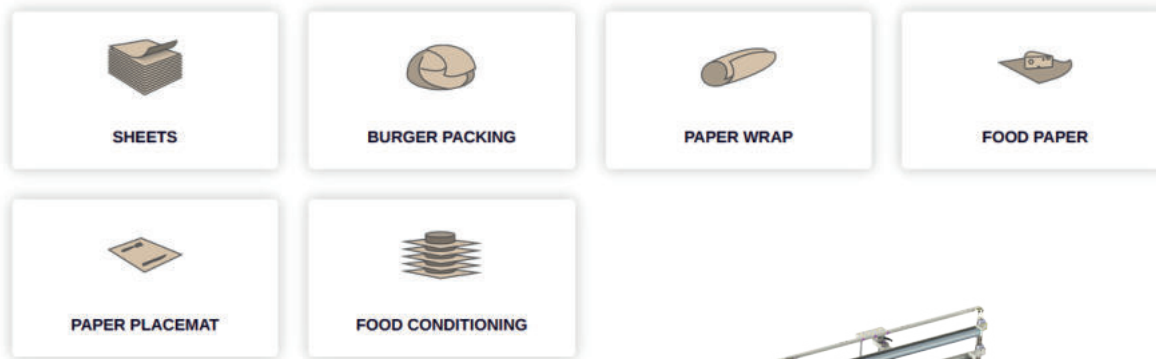 SHEETS
BURGER PACKING
PAPER WRAP
FOOD PAPER
PAPER PLACEMAT
FOOD CONDITIONING